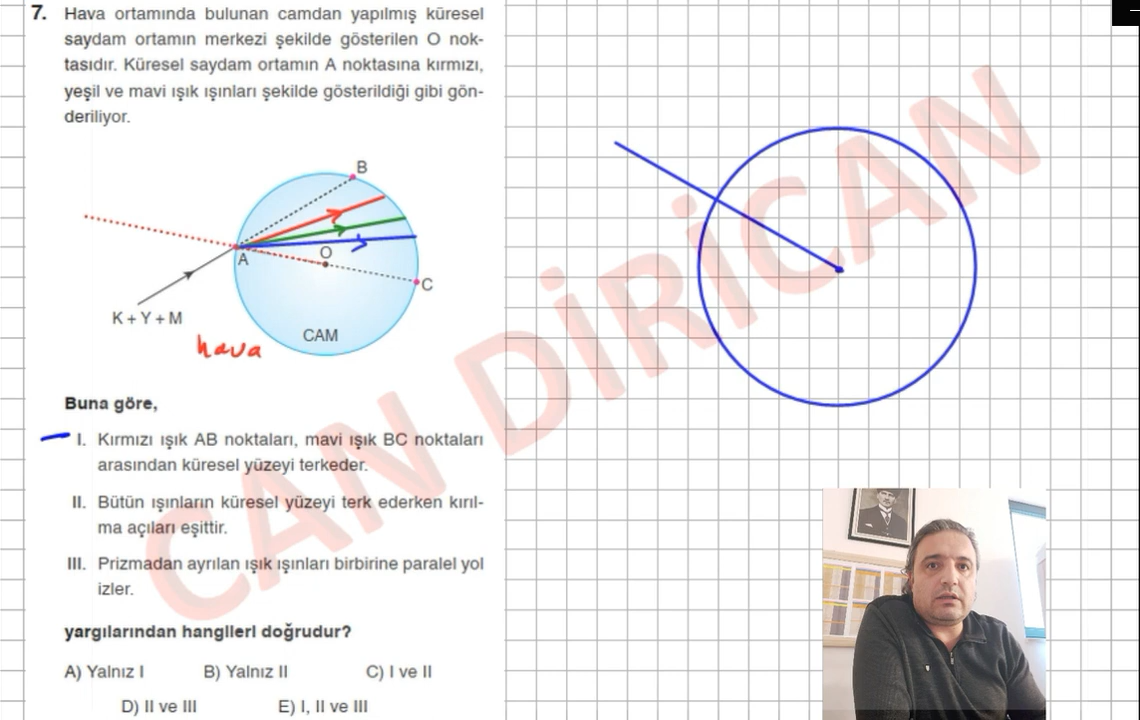 7. Hava ortamında bulunan camdan yapılmış küresel
saydam ortamın merkezi şekilde gösterilen O nok-
tasıdır. Küresel saydam ortamın A noktasına kırmızı,
yeşil ve mavi ışık ışınları şekilde gösterildiği gibi gön-
deriliyor.
B
A
O
C
K + Y + M
CAM
hava
Buna göre,
I. Kırmızı ışık AB noktaları, mavi ışık BC noktaları
arasından küresel yüzeyi terkeder.
II. Bütün ışınların küresel yüzeyi terk ederken kırıl-
ma açıları eşittir.
III. Prizmadan ayrılan ışık ışınları birbirine paralel yol
izler.
yargılarından hangileri doğrudur?
A) Yalnız I B) Yalnız II C) I ve II
D) II ve III E) I, II ve III
CAN DİRİCAN